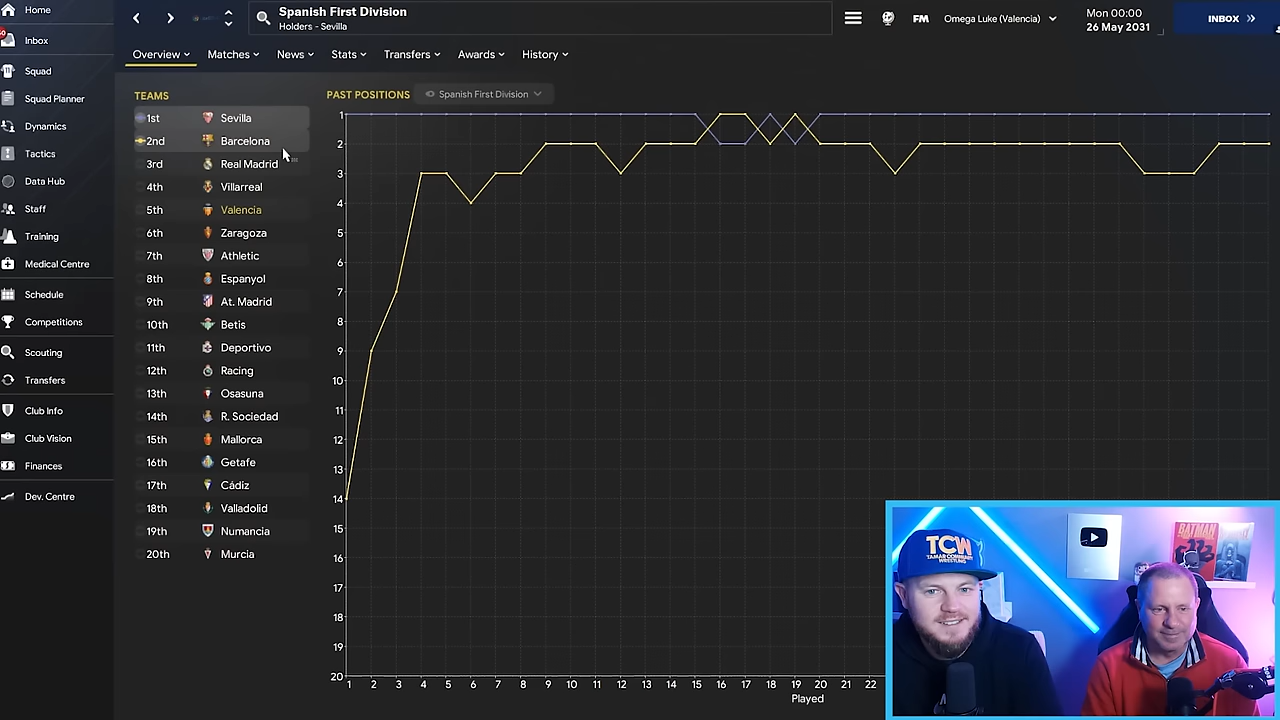 Home
Inbox
Squad
Squad Planner
Dynamics
Tactics
Data Hub
Staff
Training
Medical Centre
Schedule
Competitions
Scouting
Transfers
Club Info
Club Vision
Finances
Dev. Centre
Spanish First Division
Holders - Sevilla
FM
Omega Luke (Valencia)
Mon 00:00
26 May 2031
INBOX
Overview
Matches
News
Stats
Transfers
Awards
History
TEAMS
1st Sevilla
2nd Barcelona
3rd Real Madrid
4th Villarreal
5th Valencia
6th Zaragoza
7th Athletic
8th Espanyol
9th At. Madrid
10th Betis
11th Deportivo
12th Racing
13th Osasuna
14th R. Sociedad
15th Mallorca
16th Getafe
17th Cádiz
18th Valladolid
19th Numancia
20th Murcia
PAST POSITIONS
Spanish First Division
1
2
3
4
5
6
7
8
9
10
11
12
13
14
15
16
17
18
19
20
1 2 3 4 5 6 7 8 9 10 11 12 13 14 15 16 17 18 19 20 21 22
Played
TCW
TAMAR COMMUNITY
WRESTLING
BATMAN